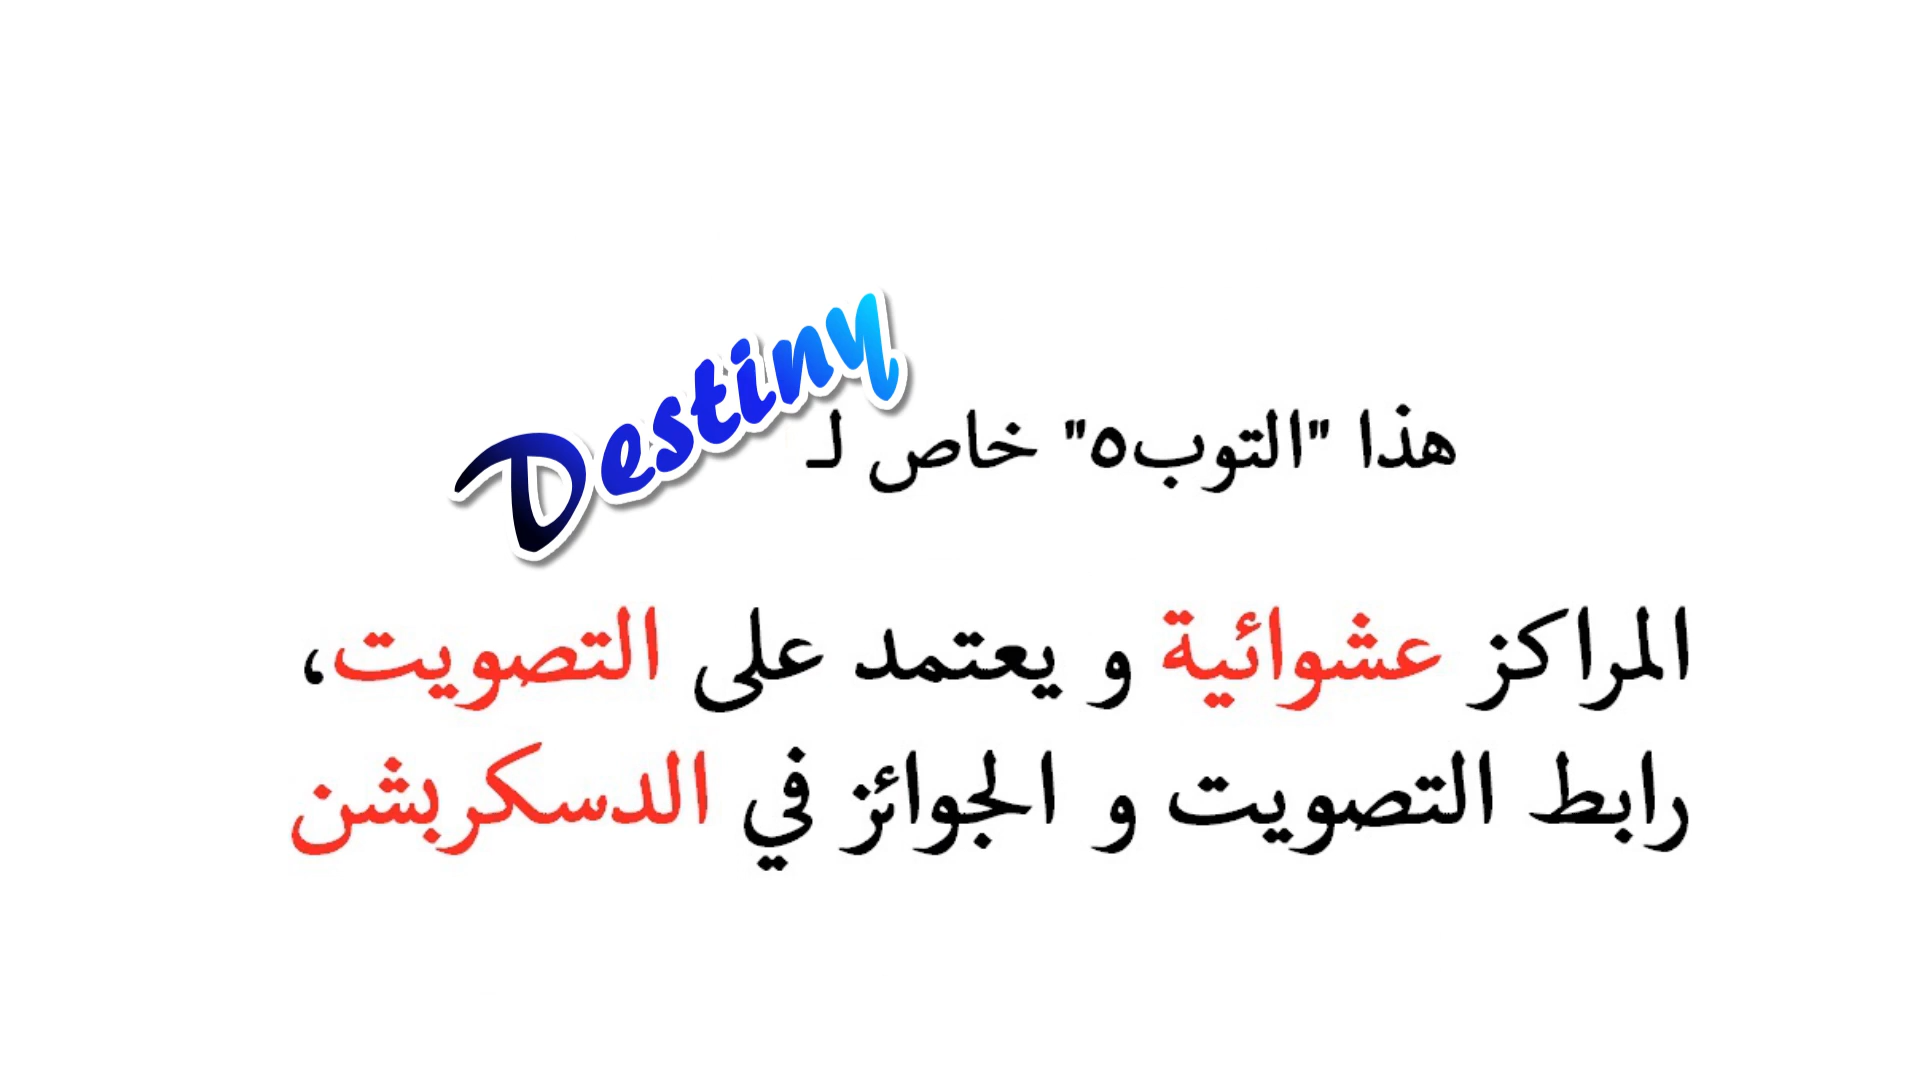 هذا "التوب٥" خاص لـ Destiny
المراكز عشوائية و يعتمد على التصويت،
رابط التصويت و الجوائز في الدسكربشن